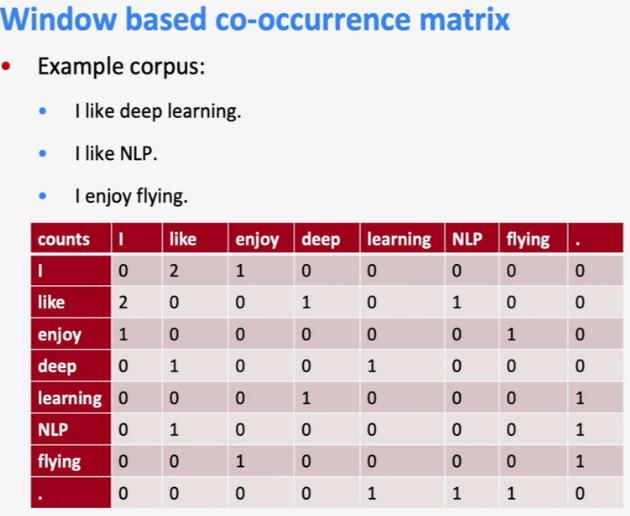 Window based co-occurrence matrix
• Example corpus:
• I like deep learning.
• I like NLP.
• I enjoy flying.
counts I like enjoy deep learning NLP flying .
I 0 2 1 0 0 0 0 0
like 2 0 0 1 0 1 0 0
enjoy 1 0 0 0 0 0 1 0
deep 0 1 0 0 1 0 0 0
learning 0 0 0 1 0 0 0 1
NLP 0 1 0 0 0 0 0 1
flying 0 0 1 0 0 0 0 1
. 0 0 0 0 1 1 1 0